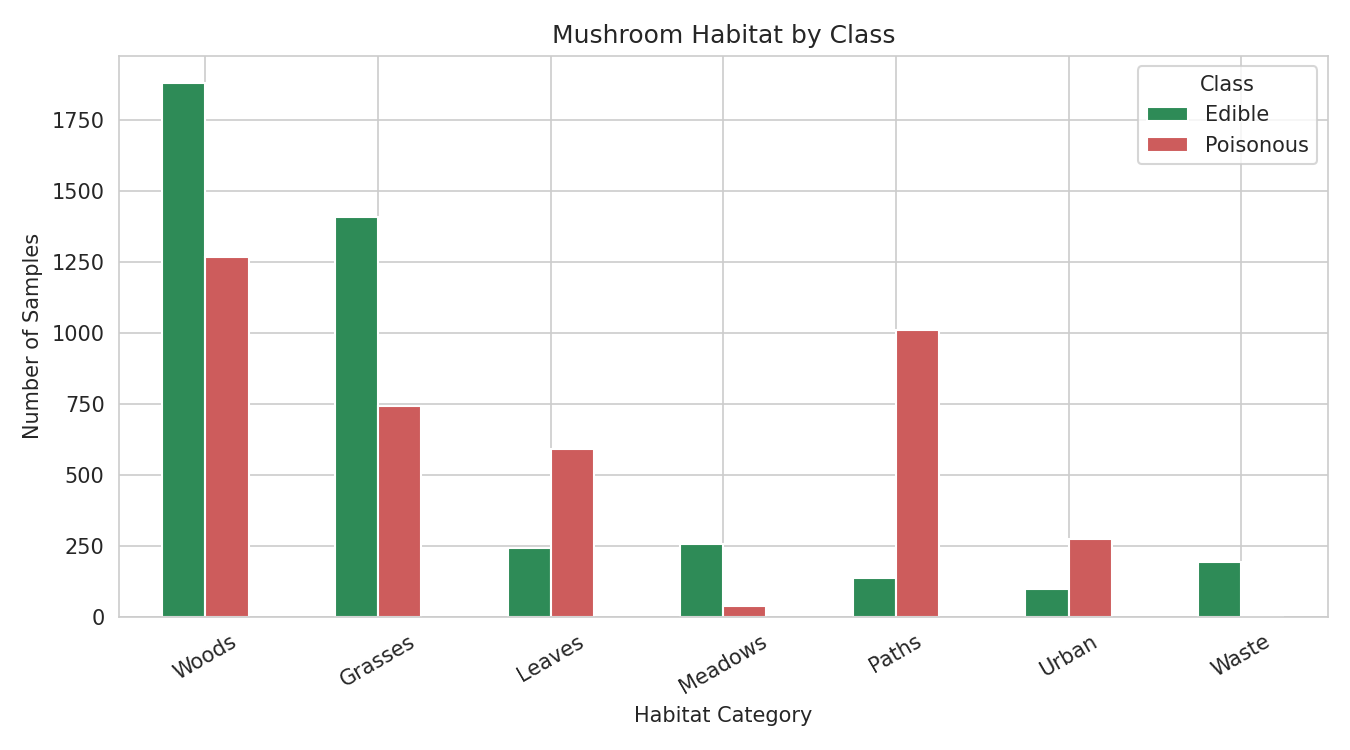 Mushroom Habitat by Class
Class
Edible
Poisonous
Number of Samples
1750
1500
1250
1000
750
500
250
0
Woods
Grasses
Leaves
Meadows
Paths
Urban
Waste
Habitat Category